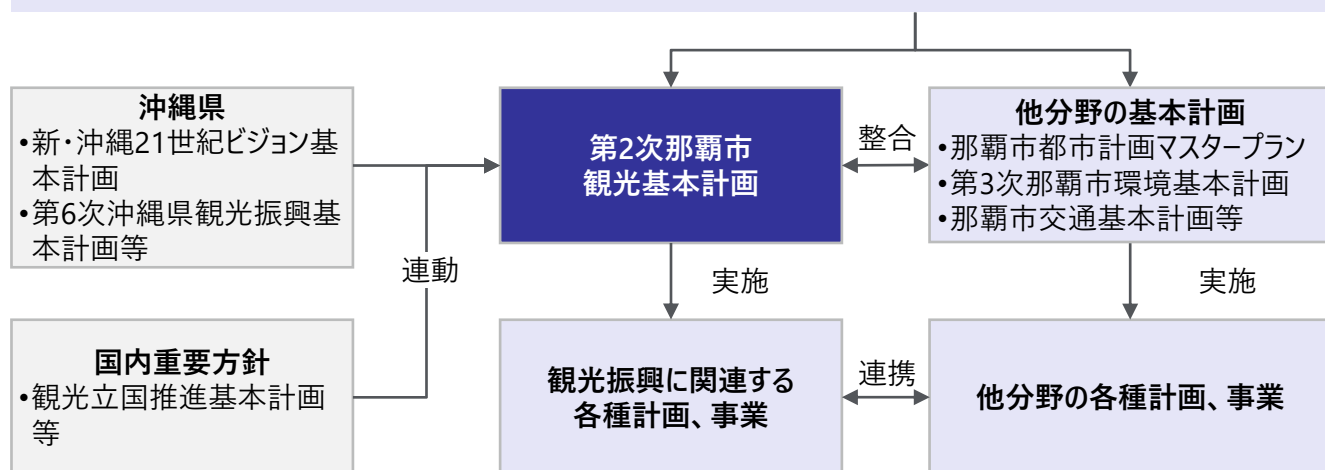 沖縄県
•新・沖縄21世紀ビジョン基
本計画
•第6次沖縄県観光振興基
本計画等
連動
国内重要方針
•観光立国推進基本計画
等
第2次那覇市
観光基本計画
整合
他分野の基本計画
•那覇市都市計画マスタープラン
•第3次那覇市環境基本計画
•那覇市交通基本計画等
実施
実施
観光振興に関連する
各種計画、事業
連携
他分野の各種計画、事業